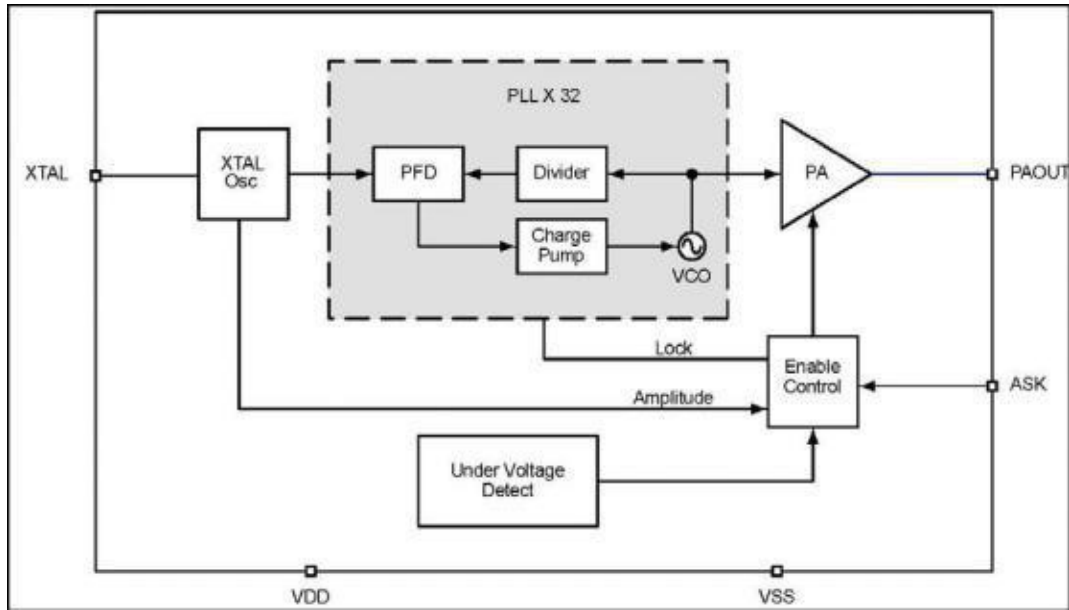 PLL X 32
XTAL
XTAL
Osc
PFD
Divider
PA
PAOUT
Charge
Pump
VCO
Lock
Enable
Control
ASK
Amplitude
Under Voltage
Detect
VDD
VSS